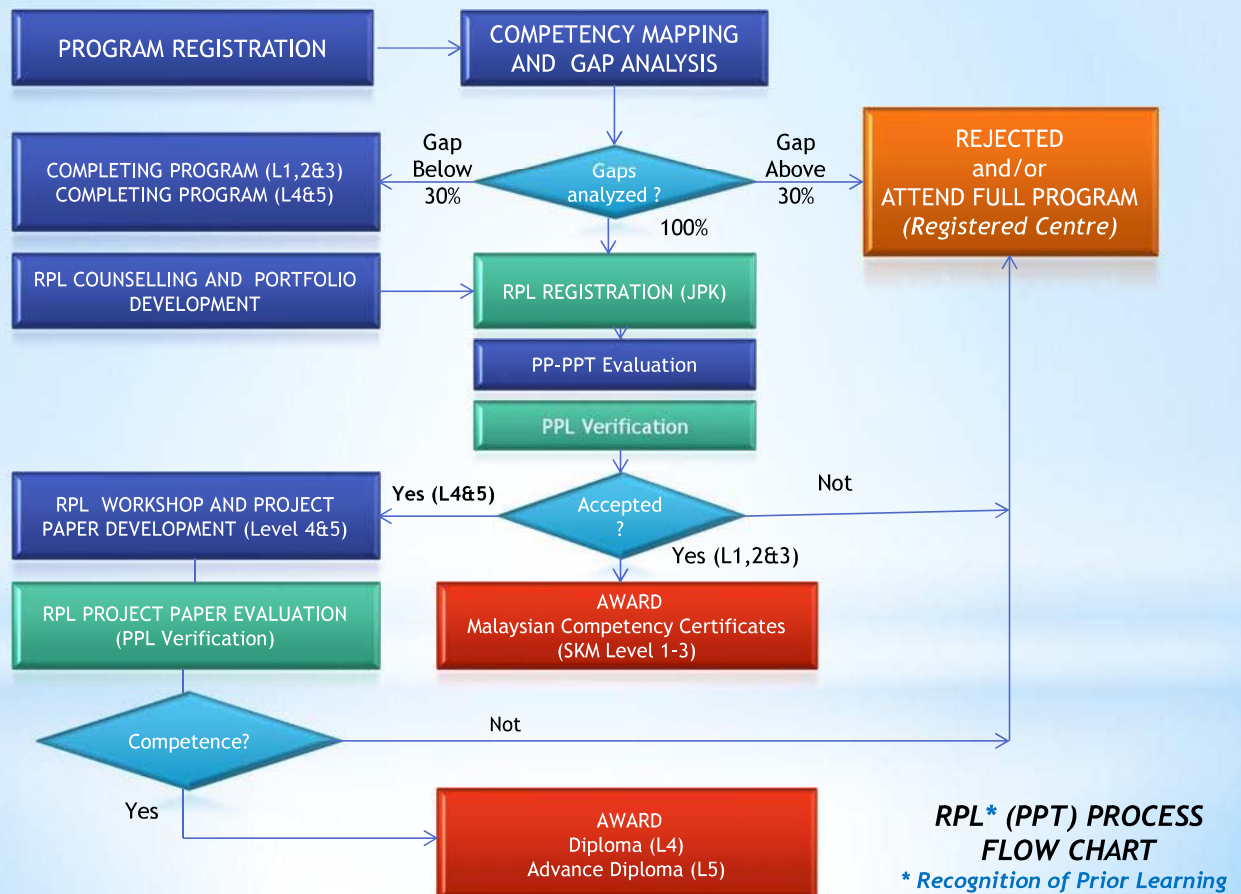 PROGRAM REGISTRATION
COMPETENCY MAPPING
AND GAP ANALYSIS
COMPLETING PROGRAM (L1,2&3)
COMPLETING PROGRAM (L4&5)
Gap
Below
30%
Gaps
analyzed ?
Gap
Above
30%
REJECTED
and/or
ATTEND FULL PROGRAM
(Registered Centre)
100%
RPL COUNSELLING AND PORTFOLIO
DEVELOPMENT
RPL REGISTRATION (JPK)
PP-PPT Evaluation
PPL Verification
RPL WORKSHOP AND PROJECT
PAPER DEVELOPMENT (Level 4&5)
Yes (L4&5)
Accepted
?
Not
Yes (L1,2&3)
RPL PROJECT PAPER EVALUATION
(PPL Verification)
AWARD
Malaysian Competency Certificates
(SKM Level 1-3)
Competence?
Not
Yes
AWARD
Diploma (L4)
Advance Diploma (L5)
RPL* (PPT) PROCESS
FLOW CHART
* Recognition of Prior Learning